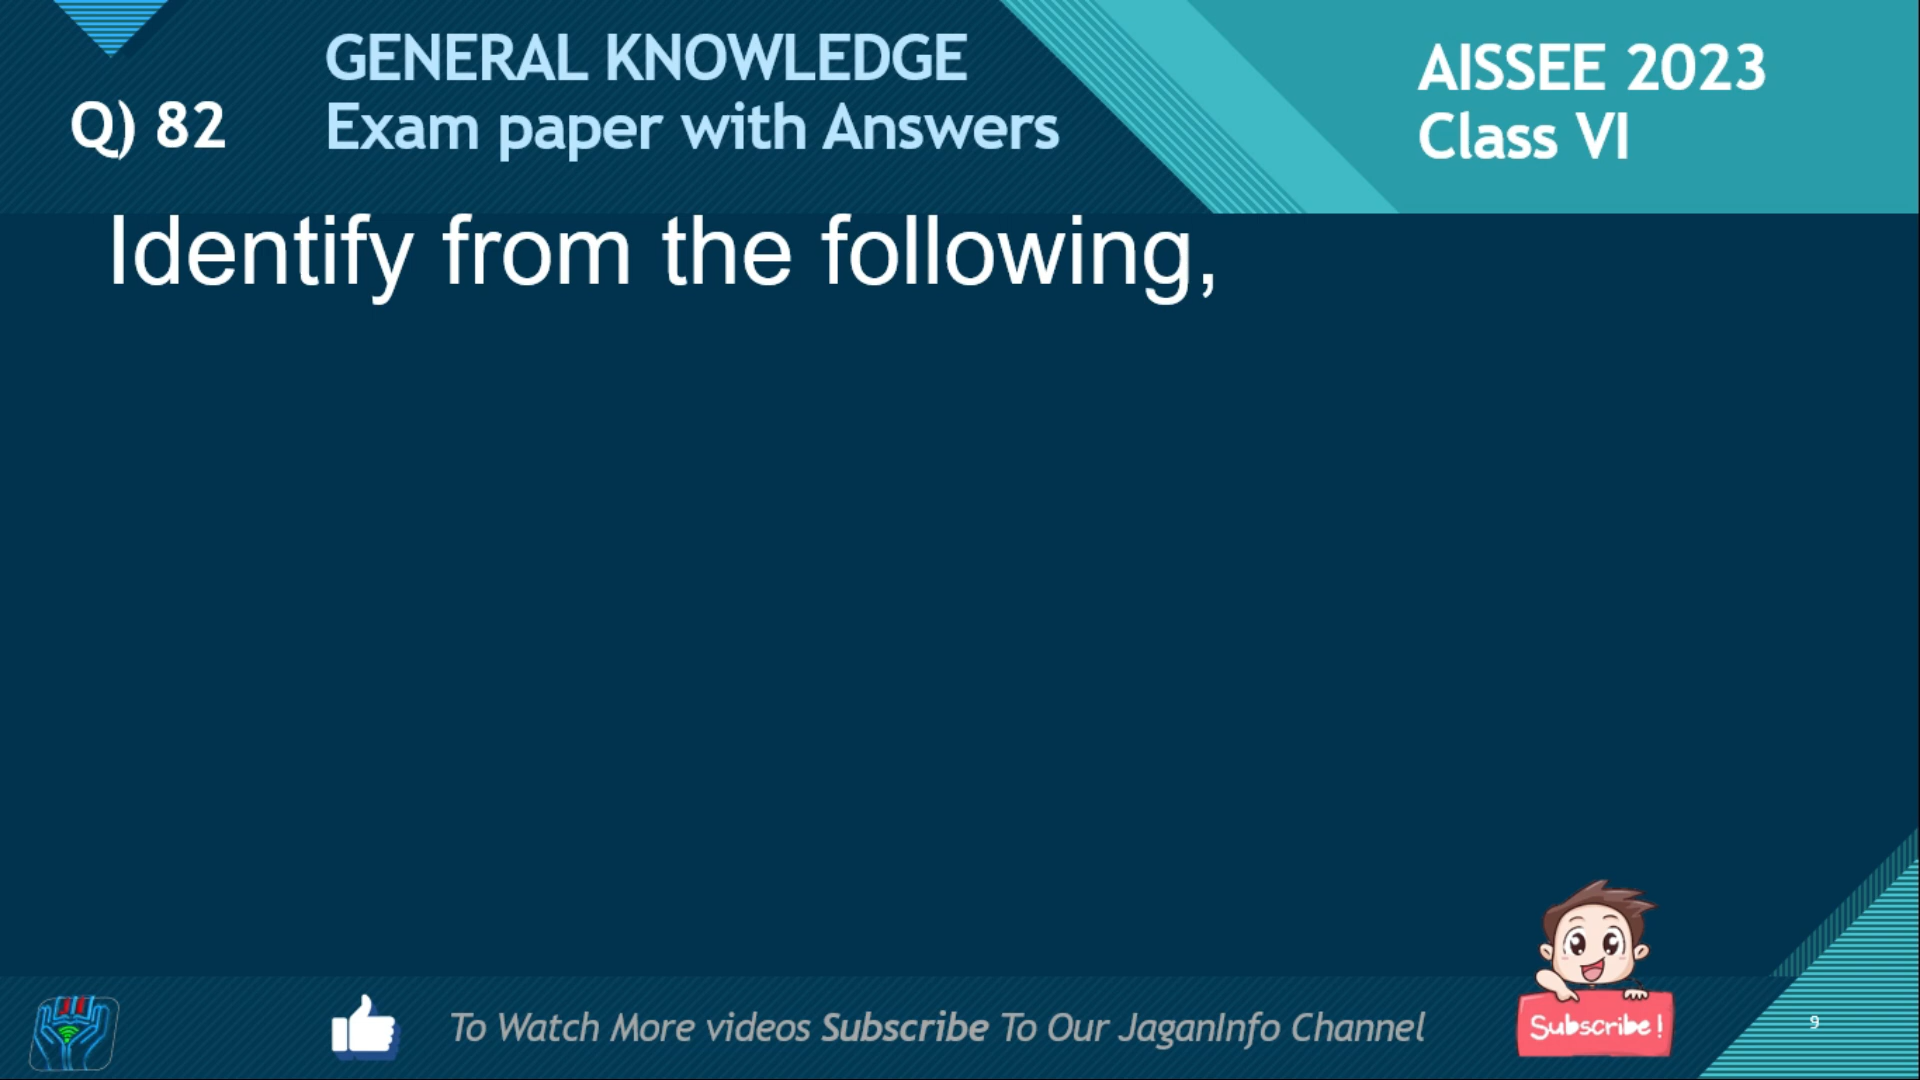 GENERAL KNOWLEDGE
Q) 82
Exam paper with Answers
AISSEE 2023
Class VI
Identify from the following,
To Watch More videos Subscribe To Our JaganInfo Channel
Subscribe!
9